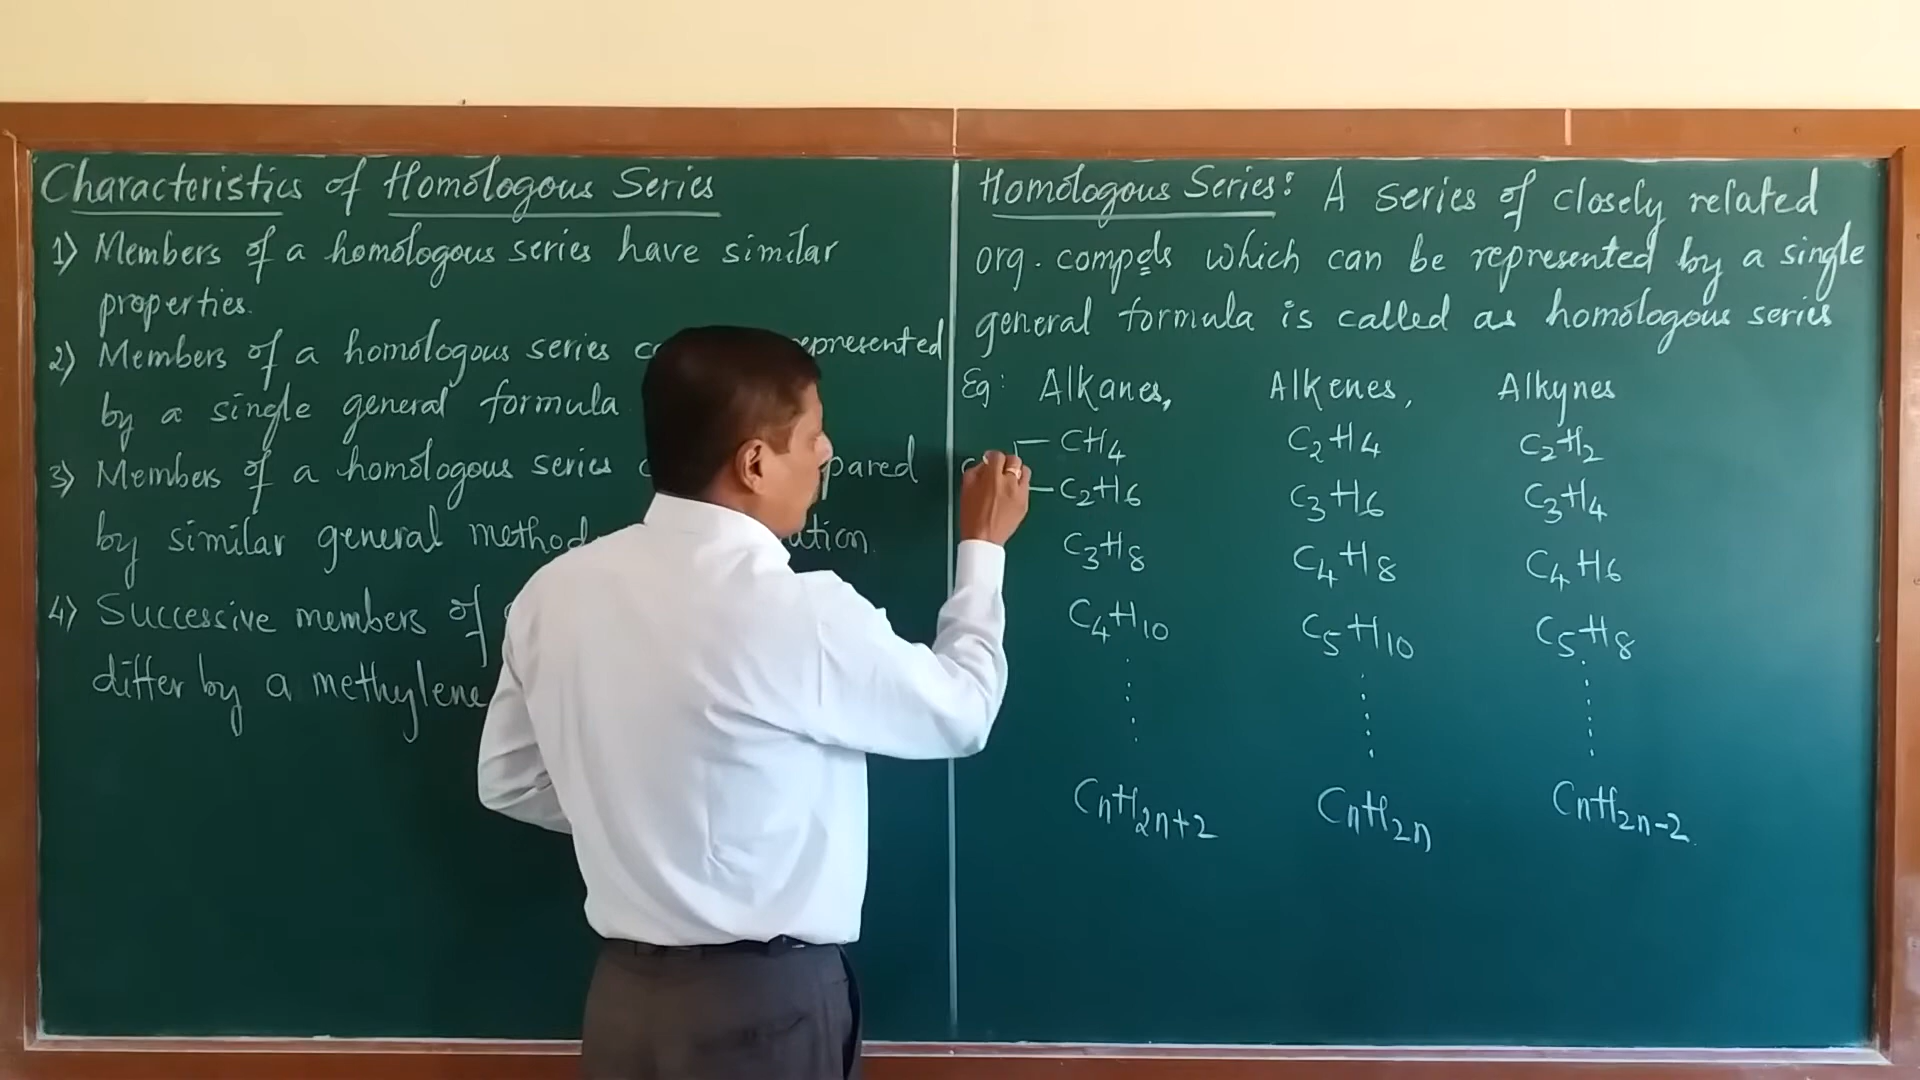 Characteristics of Homologous Series
1) Members of a homologous series have similar
properties.
2) Members of a homologous series represented
by a single general formula
3) Members of a homologous series
by similar general method
4) Successive members of
differ by a methylene
Homologous Series: A series of closely related
org. compds which can be represented by a single
general formula is called as homologous series
Eg: Alkanes, Alkenes, Alkynes
CH4 C2H4 C2H2
C2H6 C3H6 C3H4
C3H8 C4H8 C4H6
C4H10 C5H10 C5H8
CnH2n+2 CnH2n CnH2n-2